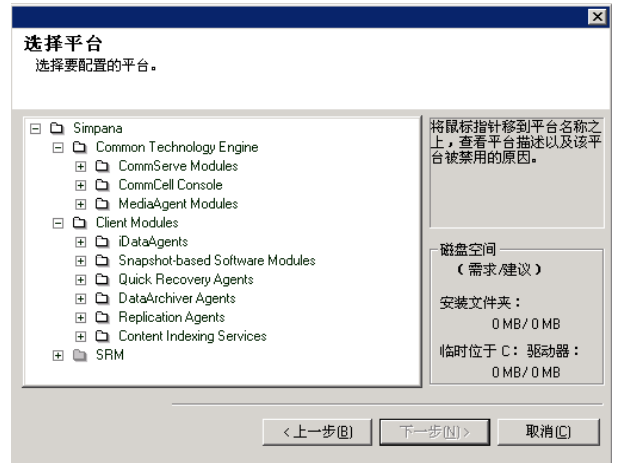 选择平台
选择要配置的平台。
Simpana
Common Technology Engine
CommServe Modules
CommCell Console
MediaAgent Modules
Client Modules
iDataAgents
Snapshot-based Software Modules
Quick Recovery Agents
DataArchiver Agents
Replication Agents
Content Indexing Services
SRM
将鼠标指针移到平台名称之
上，查看平台描述以及该平
台被禁用的原因。
磁盘空间
（需求/建议）
安装文件夹：
0 MB/ 0 MB
临时位于 C: 驱动器：
0 MB/ 0 MB
<上一步(B)
下一步(N)>
取消(C)